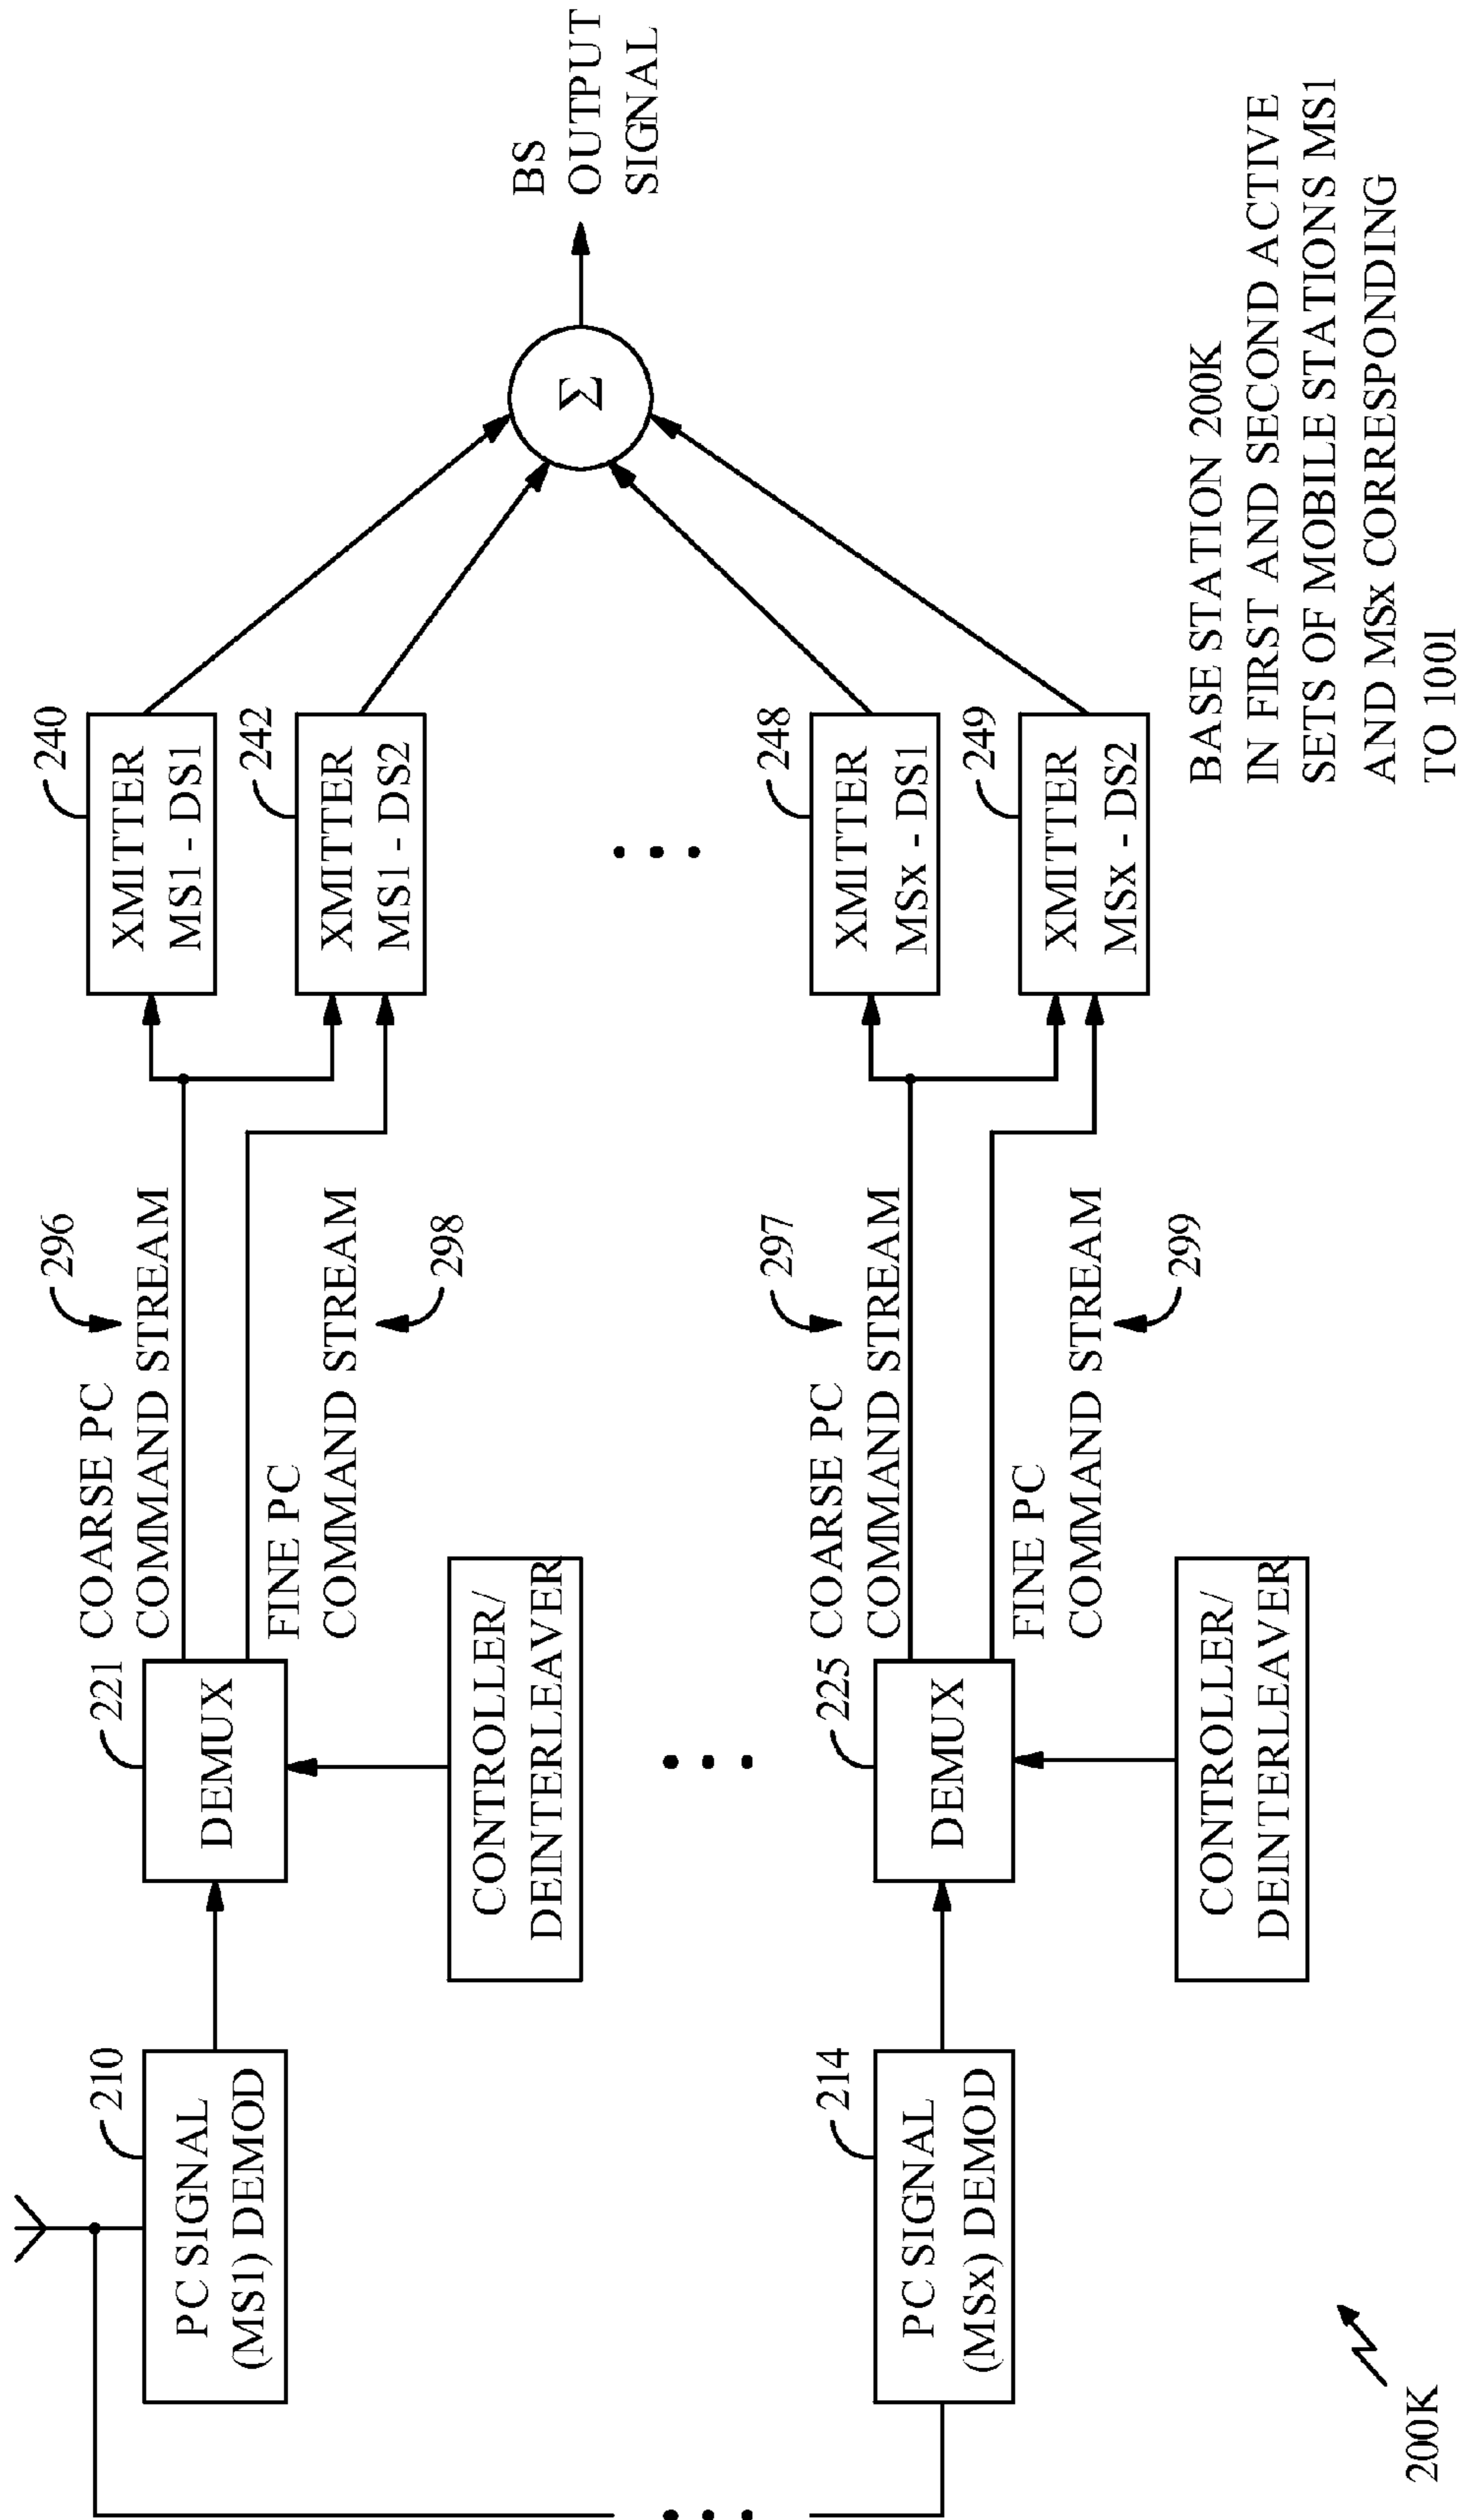 210
PC SIGNAL
(MS1) DEMOD
221
DEMUX
CONTROLLER/
DEINTERLEAVER
COARSE PC
COMMAND STREAM
296
FINE PC
COMMAND STREAM
298
240
XMITTER
MS1 - DS1
242
XMITTER
MS1 - DS2
Σ
BS
OUTPUT
SIGNAL
214
PC SIGNAL
(MSx) DEMOD
225
DEMUX
CONTROLLER/
DEINTERLEAVER
COARSE PC
COMMAND STREAM
297
FINE PC
COMMAND STREAM
299
248
XMITTER
MSx - DS1
249
XMITTER
MSx - DS2
200K
BASE STATION 200K
IN FIRST AND SECOND ACTIVE
SETS OF MOBILE STATIONS MS1
AND MSx CORRESPONDING
TO 100I